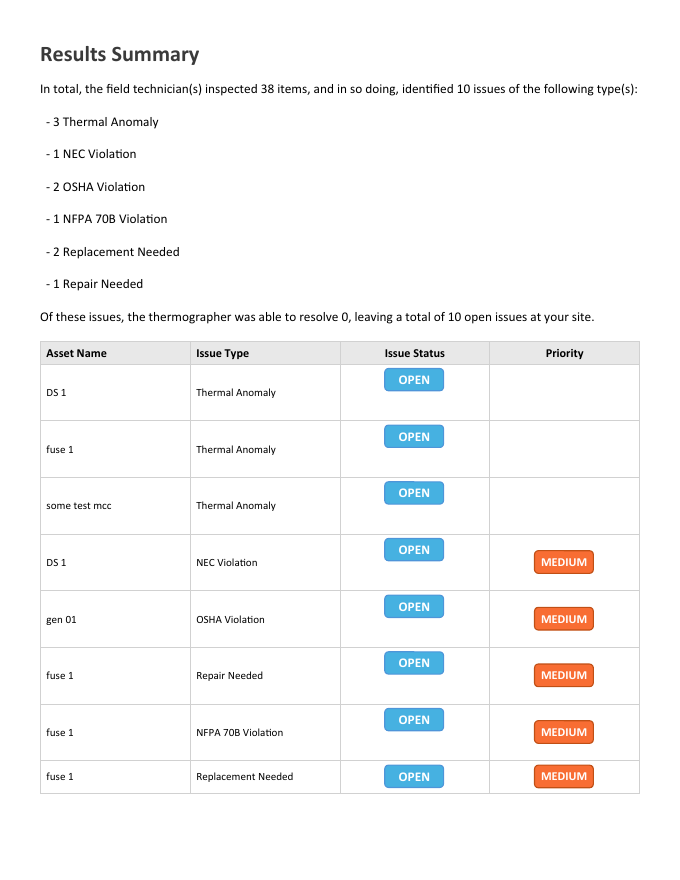 Results Summary
In total, the field technician(s) inspected 38 items, and in so doing, identified 10 issues of the following type(s):
- 3 Thermal Anomaly
- 1 NEC Violation
- 2 OSHA Violation
- 1 NFPA 70B Violation
- 2 Replacement Needed
- 1 Repair Needed
Of these issues, the thermographer was able to resolve 0, leaving a total of 10 open issues at your site.
Asset Name Issue Type Issue Status Priority
DS 1 Thermal Anomaly OPEN
fuse 1 Thermal Anomaly OPEN
some test mcc Thermal Anomaly OPEN
DS 1 NEC Violation OPEN MEDIUM
gen 01 OSHA Violation OPEN MEDIUM
fuse 1 Repair Needed OPEN MEDIUM
fuse 1 NFPA 70B Violation OPEN MEDIUM
fuse 1 Replacement Needed OPEN MEDIUM